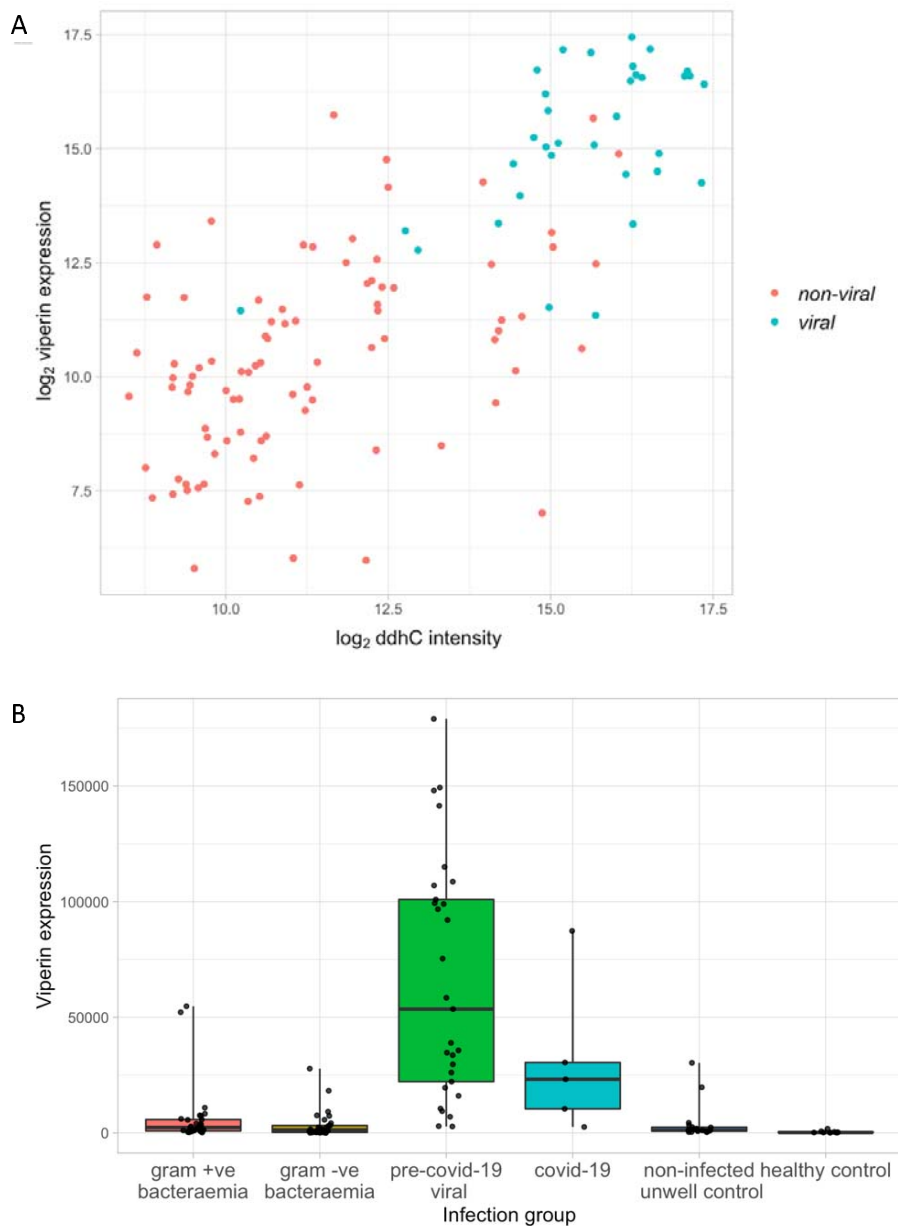 A
17.5
15.0
12.5
10.0
7.5
log2 viperin expression
10.0 12.5 15.0 17.5
log2 ddhC intensity
non-viral
viral
B
150000
100000
50000
0
Viperin expression
gram +ve
bacteraemia
gram -ve
bacteraemia
pre-covid-19
viral
covid-19
non-infected
unwell control
healthy control
Infection group